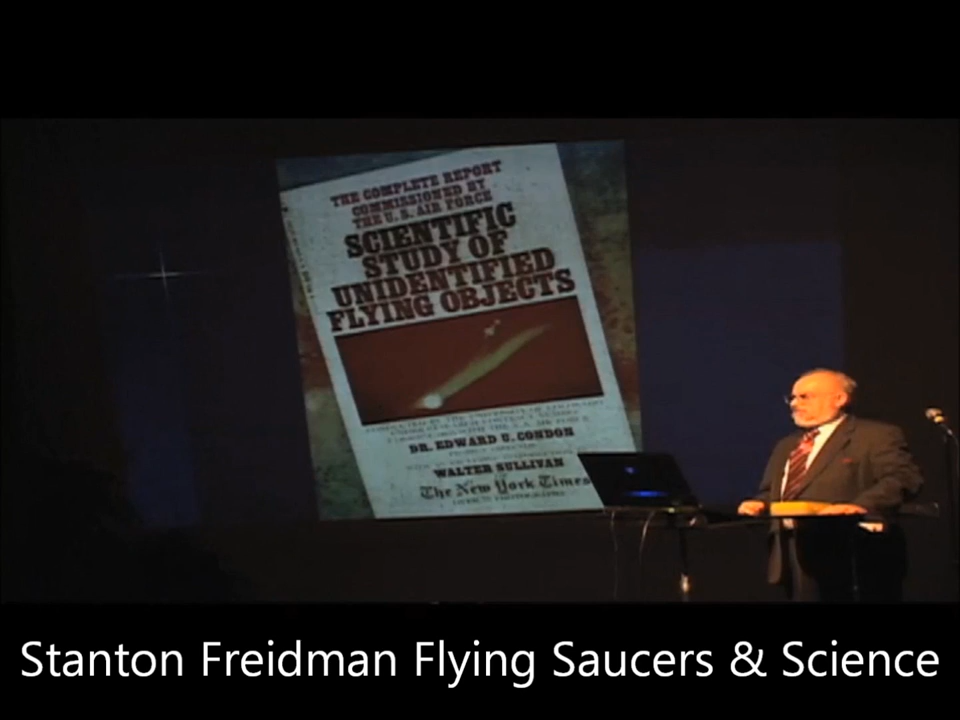 THE COMPLETE REPORT
COMMISSIONED BY
THE U.S. AIR FORCE
SCIENTIFIC
STUDY OF
UNIDENTIFIED
FLYING OBJECTS
DR. EDWARD U. CONDON
WALTER SULLIVAN
The New York Times
Stanton Freidman Flying Saucers & Science